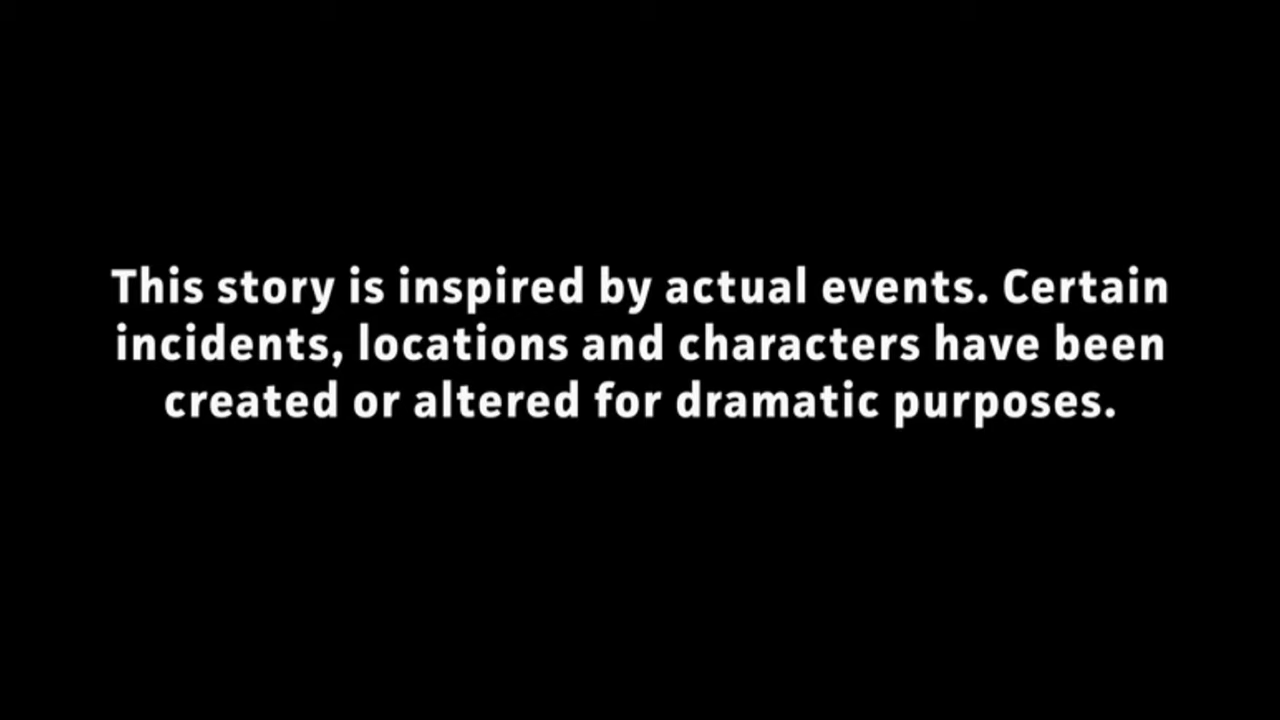 This story is inspired by actual events. Certain
incidents, locations and characters have been
created or altered for dramatic purposes.